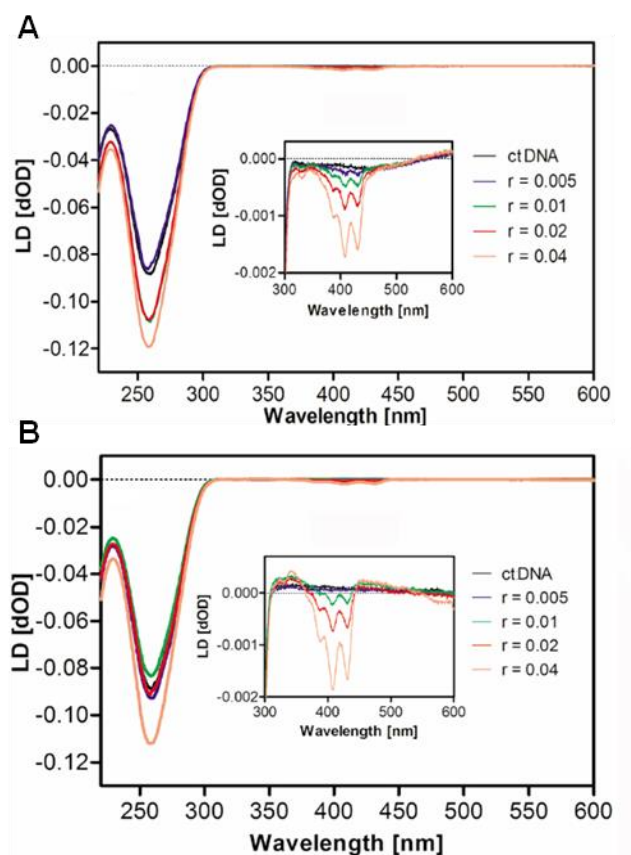 A
LD [dOD]
0.00
-0.02
-0.04
-0.06
-0.08
-0.10
-0.12
250
300
350
400
450
500
550
600
Wavelength [nm]
LD [dOD]
0.000
-0.001
-0.002
300
400
500
600
Wavelength [nm]
ctDNA
r = 0.005
r = 0.01
r = 0.02
r = 0.04
B
LD [dOD]
0.00
-0.02
-0.04
-0.06
-0.08
-0.10
-0.12
250
300
350
400
450
500
550
600
Wavelength [nm]
LD [dOD]
0.000
-0.001
-0.002
300
400
500
600
Wavelength [nm]
ctDNA
r = 0.005
r = 0.01
r = 0.02
r = 0.04